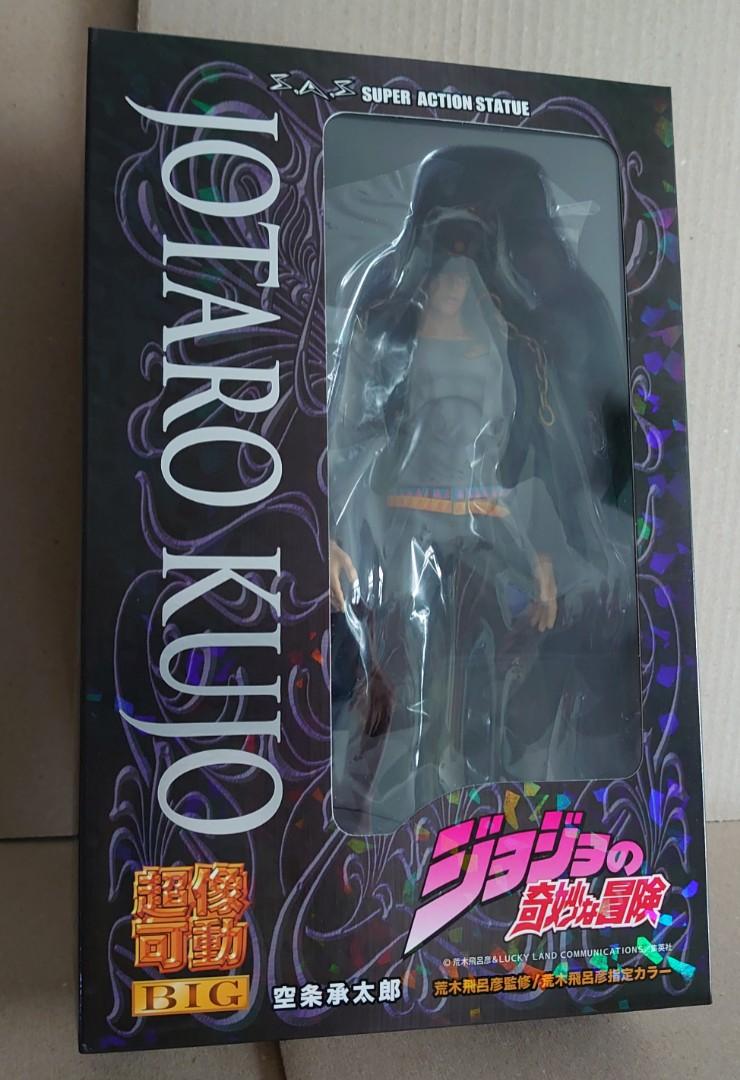 S.A.S SUPER ACTION STATUE
JOTARO KUJO
ジョジョの
奇妙な冒険
© 荒木飛呂彦&LUCKY LAND COMMUNICATIONS/集英社
超像
可動
BIG
空条承太郎
荒木飛呂彦監修/荒木飛呂彦指定カラー